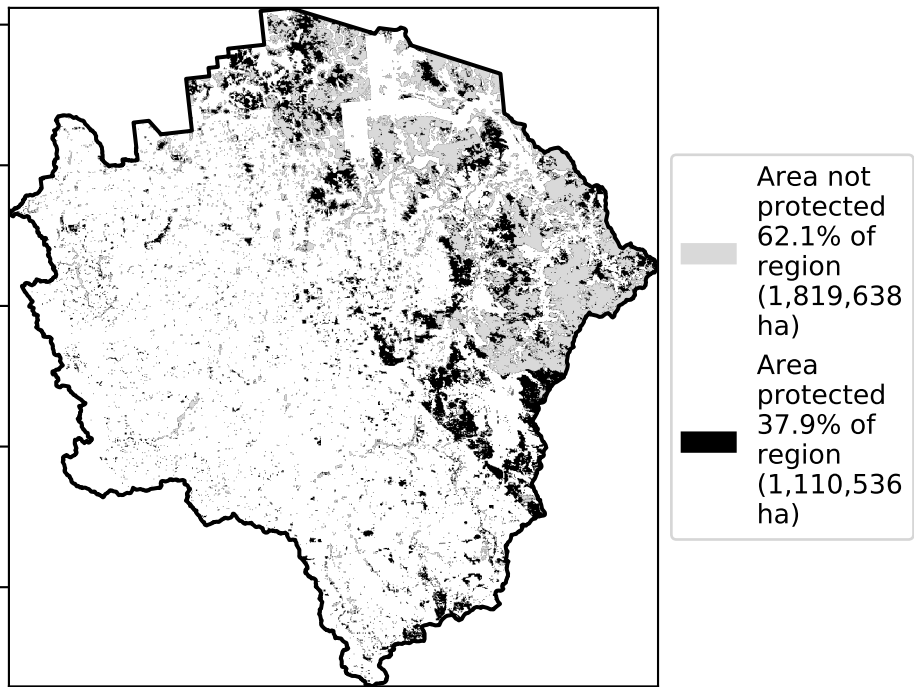 Area not
protected
62.1% of
region
(1,819,638
ha)
Area
protected
37.9% of
region
(1,110,536
ha)